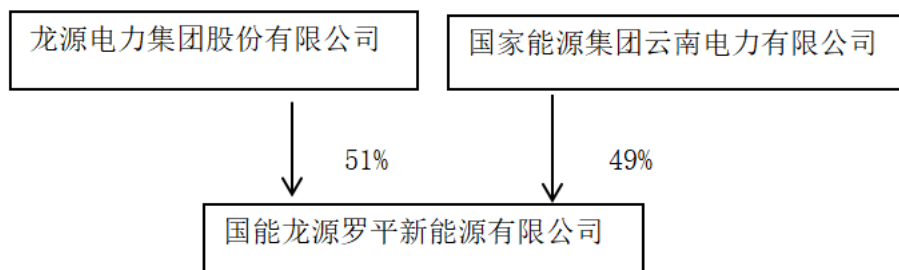 龙源电力集团股份有限公司
国家能源集团云南电力有限公司
51%
49%
国能龙源罗平新能源有限公司